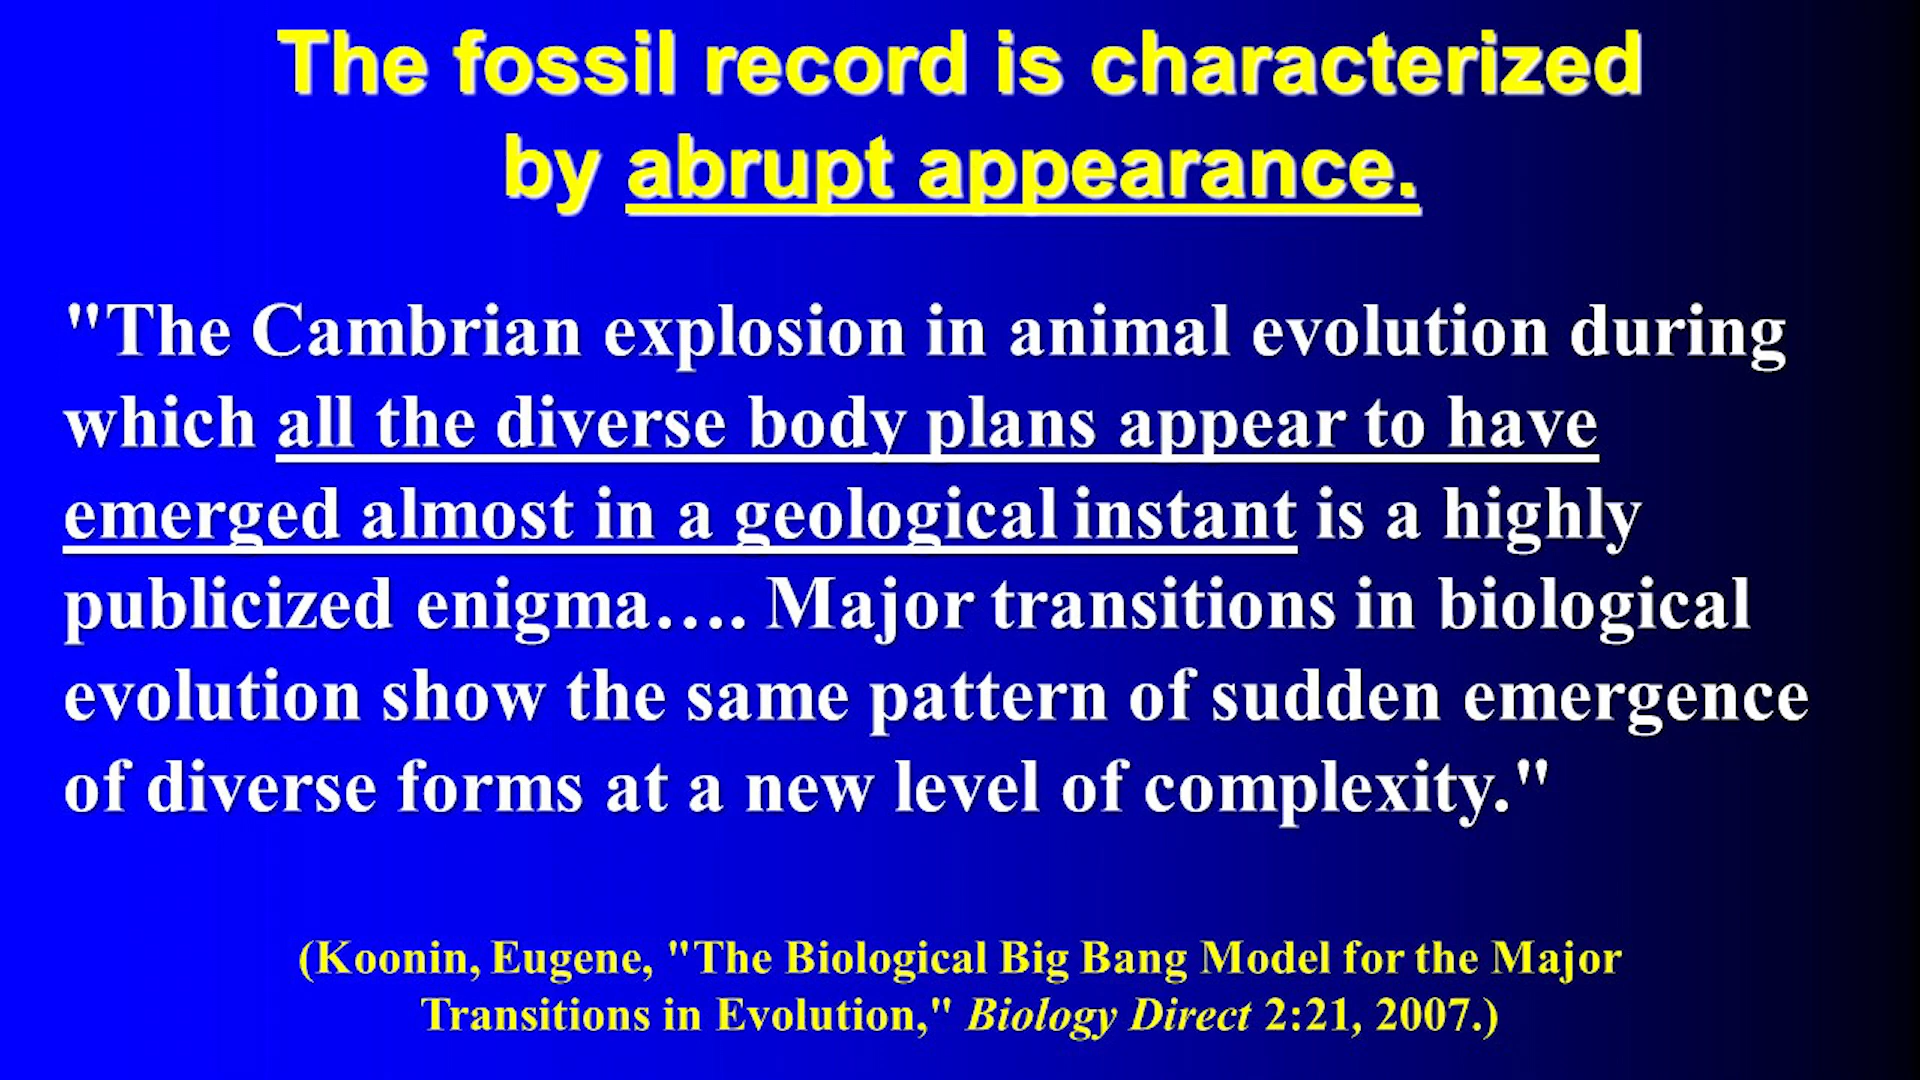 The fossil record is characterized
by abrupt appearance.
"The Cambrian explosion in animal evolution during
which all the diverse body plans appear to have
emerged almost in a geological instant is a highly
publicized enigma…. Major transitions in biological
evolution show the same pattern of sudden emergence
of diverse forms at a new level of complexity."
(Koonin, Eugene, "The Biological Big Bang Model for the Major
Transitions in Evolution," Biology Direct 2:21, 2007.)